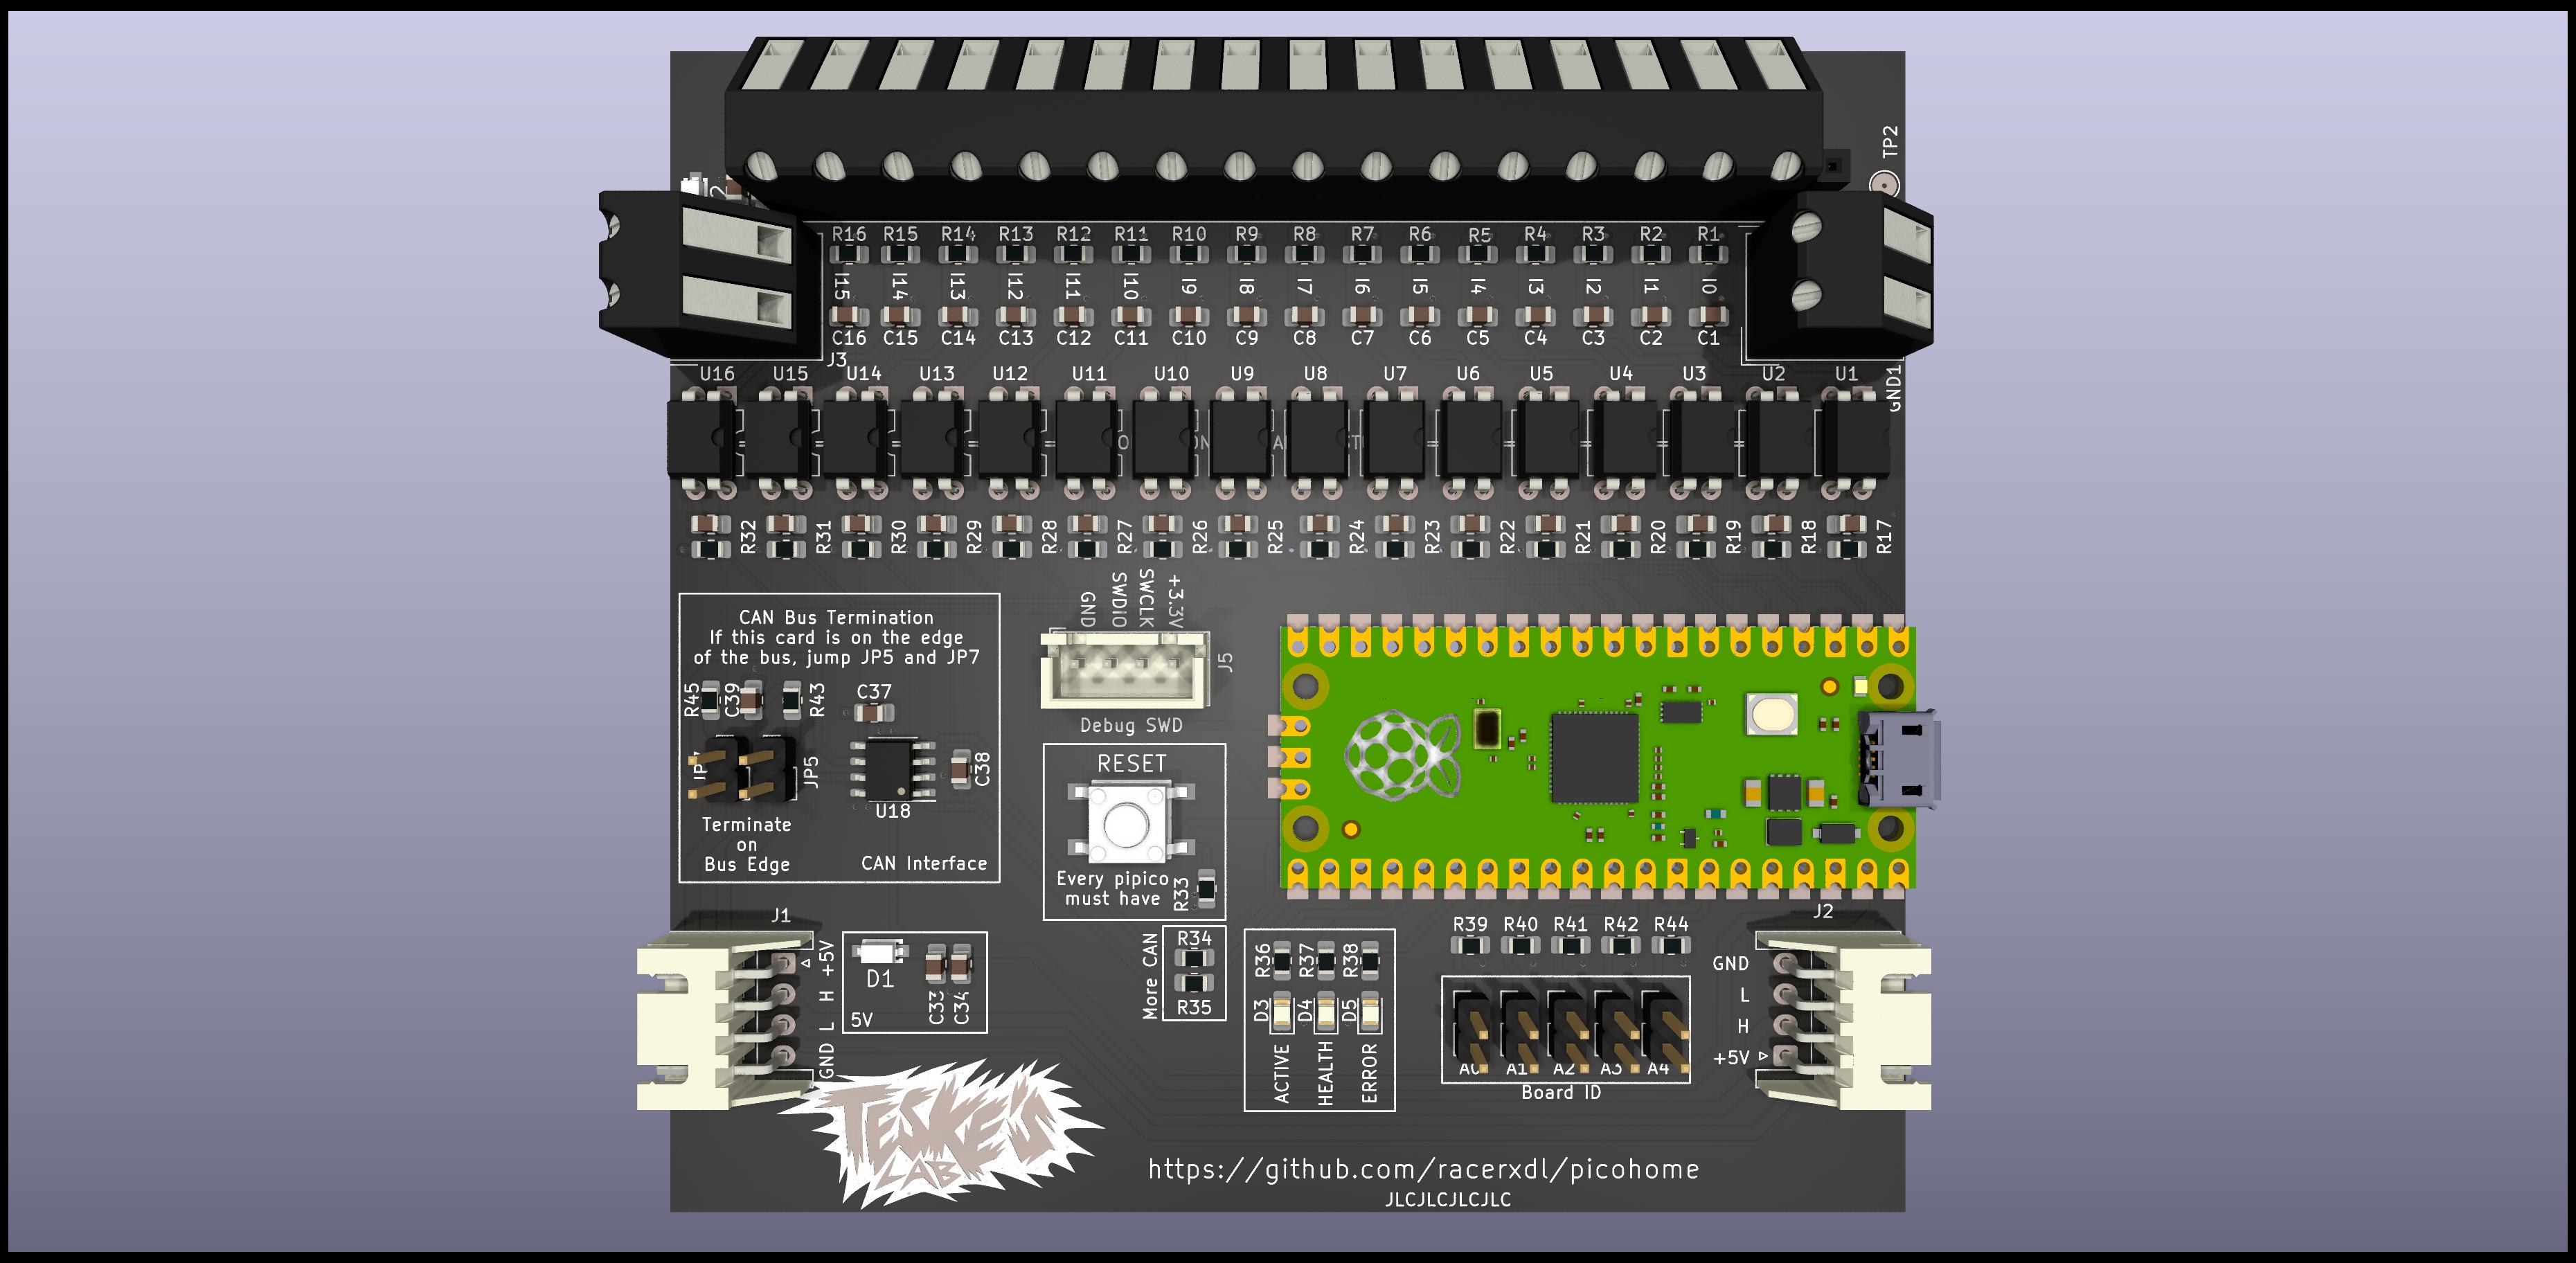 TP2
2
R16 R15 R14 R13 R12 R11 R10 R9 R8 R7 R6 R5 R4 R3 R2 R1
I15 I14 I13 I12 I11 I10 I9 I8 I7 I6 I5 I4 I3 I2 I1 I0
C16 C15 C14 C13 C12 C11 C10 C9 C8 C7 C6 C5 C4 C3 C2 C1
J3
GND1
U16 U15 U14 U13 U12 U11 U10 U9 U8 U7 U6 U5 U4 U3 U2 U1
R32 R31 R30 R29 R28 R27 R26 R25 R24 R23 R22 R21 R20 R19 R18 R17
CAN Bus Termination
If this card is on the edge
of the bus, jump JP5 and JP7
R45 C39 R43 C37
JP5
U18
C38
Terminate
on
Bus Edge
CAN Interface
GND SWDIO SWCLK +3.3V
J5
Debug SWD
RESET
Every pipico
must have
R33
J1
+5V
H
L
GND
D1
C33 C34
5V
More CAN
R34
R35
R36 R37 R38
D3 D4 D5
ACTIVE HEALTH ERROR
R39 R40 R41 R42 R44
A0 A1 A2 A3 A4
Board ID
J2
GND
L
H
+5V
TESKE'S
LAB
https://github.com/racerxdl/picohome
JLCJLCJLCJLC